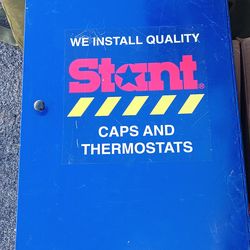 WE INSTALL QUALITY
Stant®
CAPS AND
THERMOSTATS